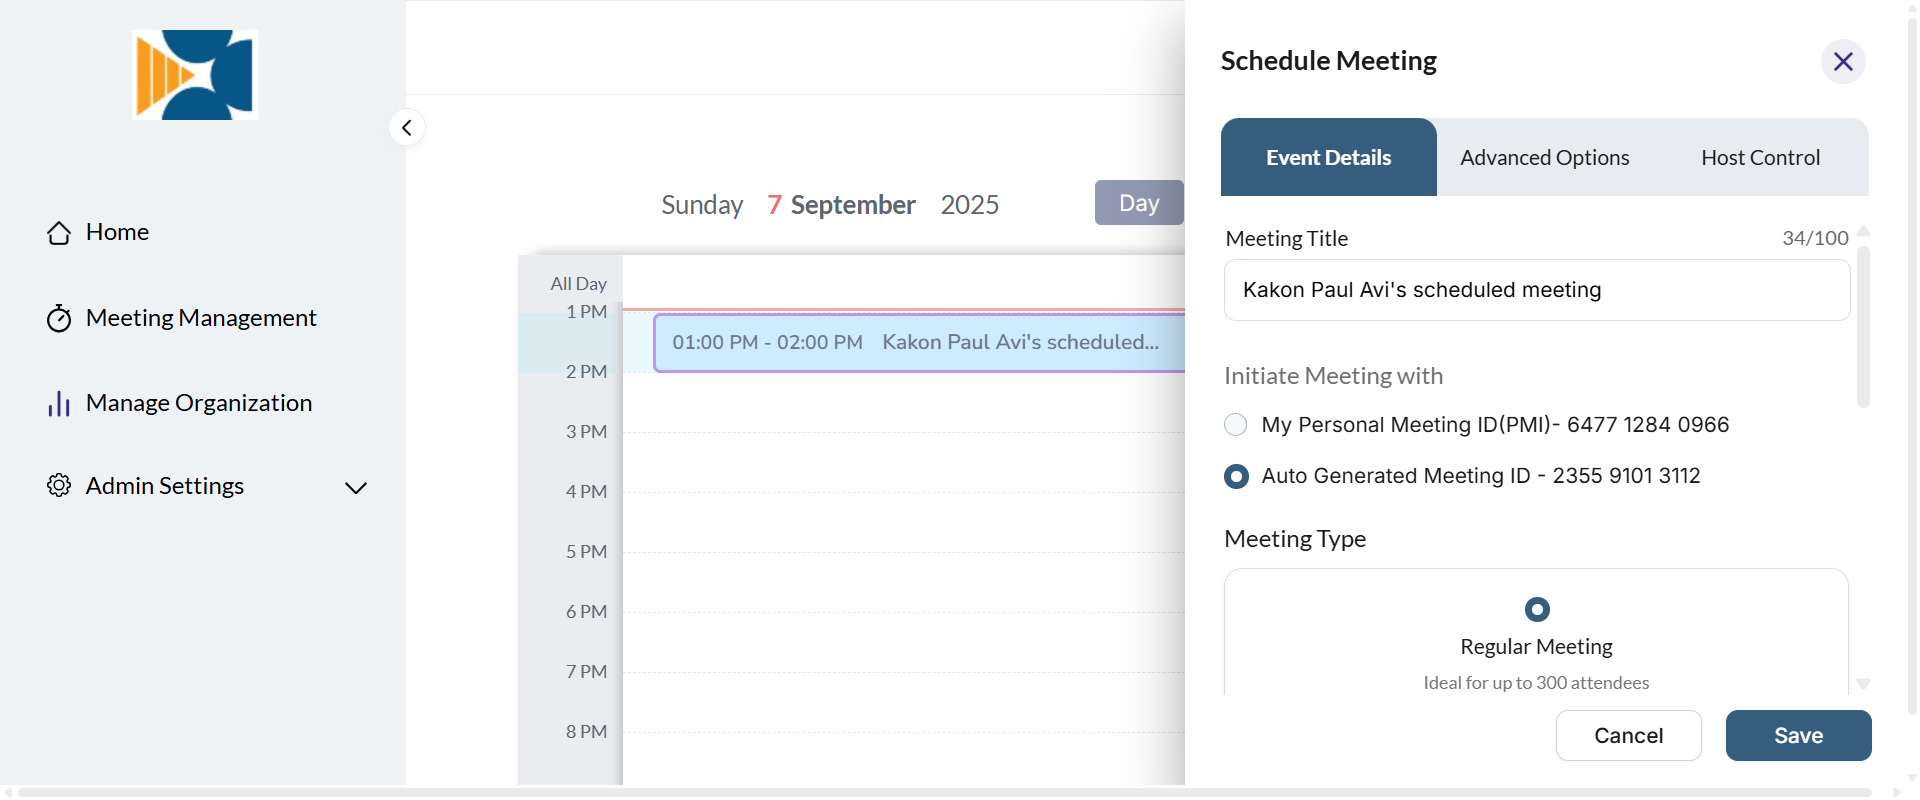 Home
Meeting Management
Manage Organization
Admin Settings
Sunday 7 September 2025
Day
All Day
1 PM
01:00 PM - 02:00 PM Kakon Paul Avi's scheduled...
2 PM
3 PM
4 PM
5 PM
6 PM
7 PM
8 PM
Schedule Meeting
Event Details Advanced Options Host Control
Meeting Title 34/100
Kakon Paul Avi's scheduled meeting
Initiate Meeting with
My Personal Meeting ID(PMI)- 6477 1284 0966
Auto Generated Meeting ID - 2355 9101 3112
Meeting Type
Regular Meeting
Ideal for up to 300 attendees
Cancel Save